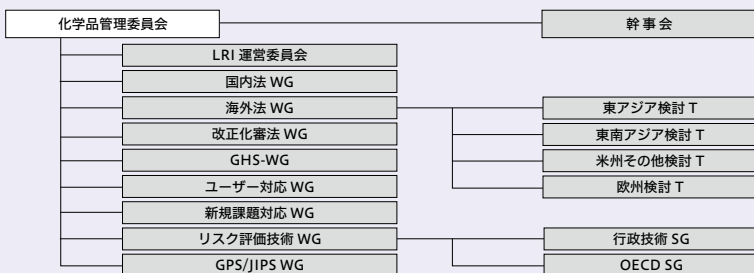 化学品管理委員会
幹事会
LRI 運営委員会
国内法 WG
海外法 WG
東アジア検討 T
改正化審法 WG
東南アジア検討 T
GHS-WG
米州その他検討 T
ユーザー対応 WG
欧州検討 T
新規課題対応 WG
リスク評価技術 WG
行政技術 SG
GPS/JIPS WG
OECD SG